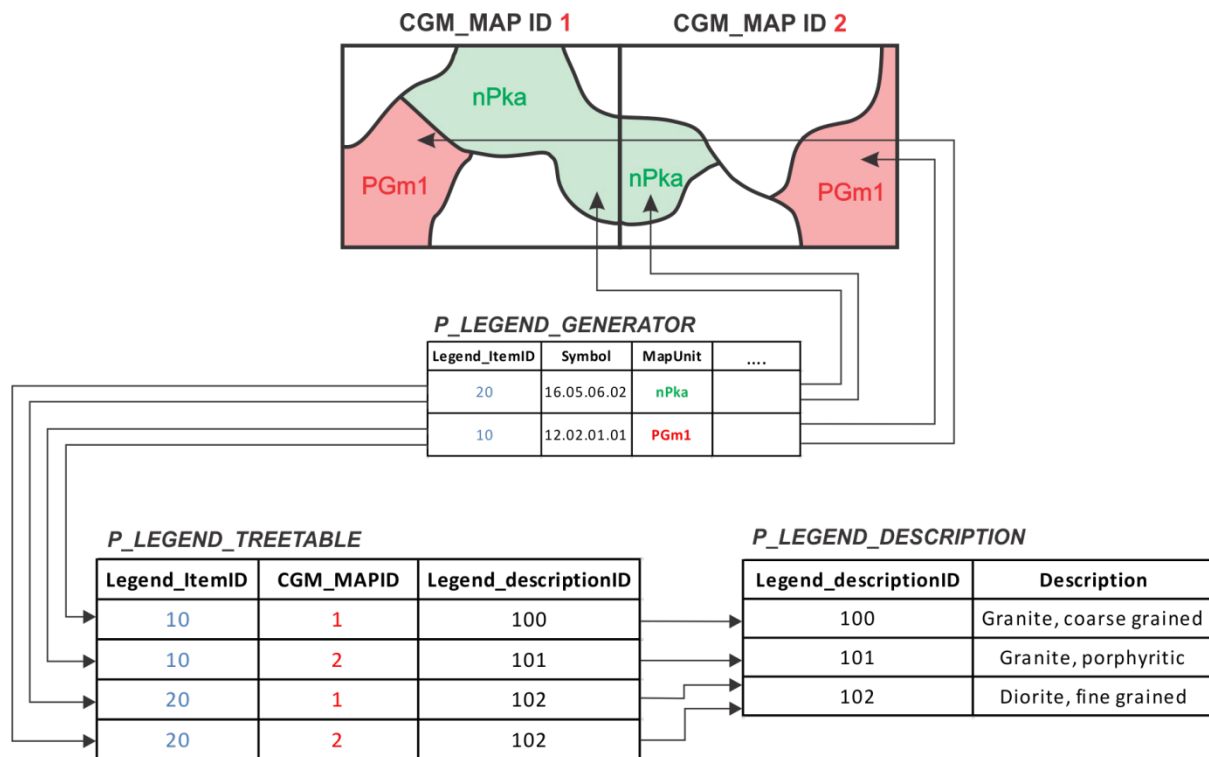 CGM_MAP ID 1 CGM_MAP ID 2
nPka
nPka
PGm1
PGm1
P_LEGEND_GENERATOR
Legend_ItemID Symbol MapUnit ....
20 16.05.06.02 nPka
10 12.02.01.01 PGm1
P_LEGEND_TREETABLE
Legend_ItemID CGM_MAPID Legend_descriptionID
10 1 100
10 2 101
20 1 102
20 2 102
P_LEGEND_DESCRIPTION
Legend_descriptionID Description
100 Granite, coarse grained
101 Granite, porphyritic
102 Diorite, fine grained